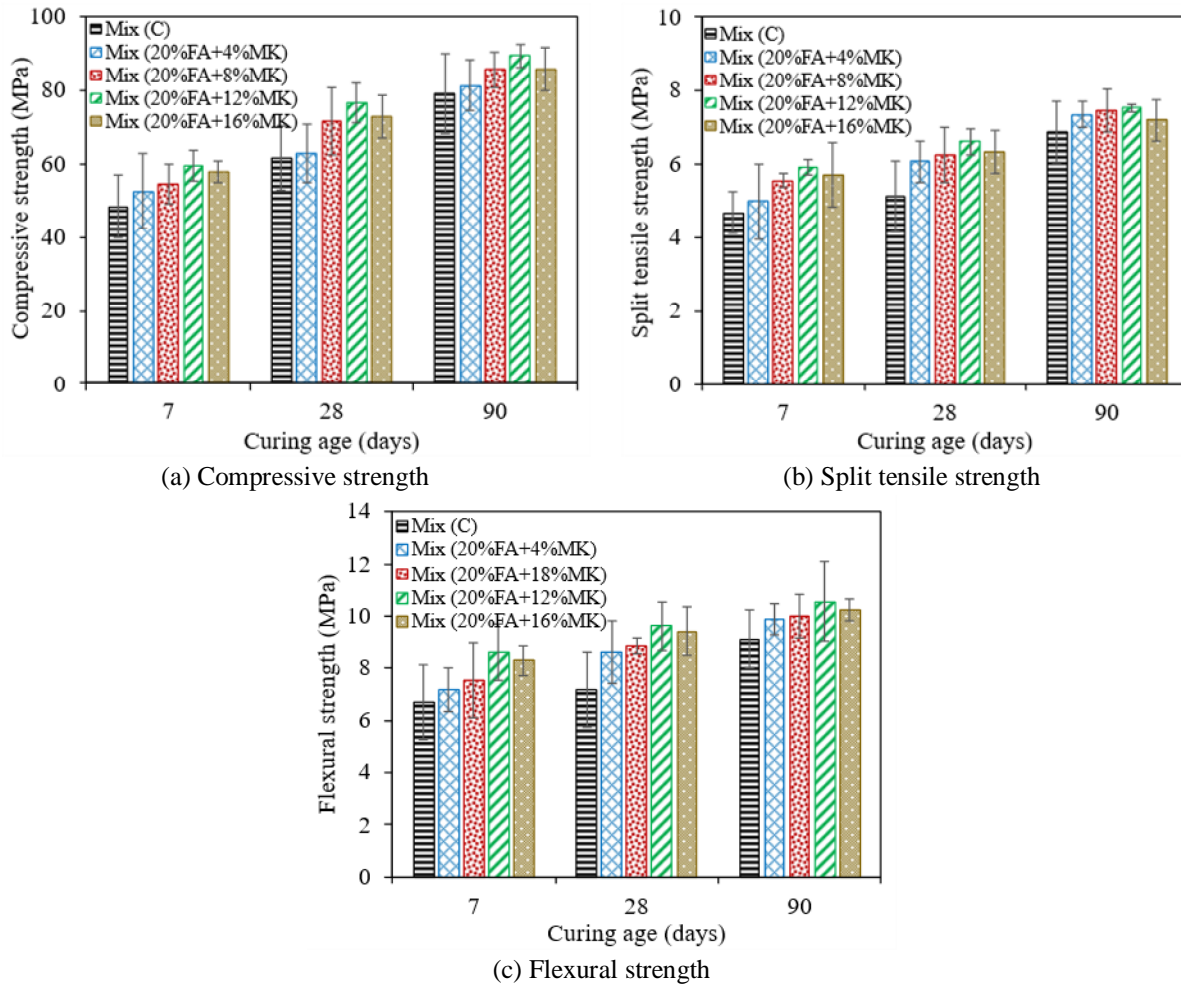 Compressive strength (MPa)
100
80
60
40
20
0
Mix (C)
Mix (20%FA+4%MK)
Mix (20%FA+8%MK)
Mix (20%FA+12%MK)
Mix (20%FA+16%MK)
7 28 90
Curing age (days)
(a) Compressive strength
Split tensile strength (MPa)
10
8
6
4
2
0
Mix (C)
Mix (20%FA+4%MK)
Mix (20%FA+8%MK)
Mix (20%FA+12%MK)
Mix (20%FA+16%MK)
7 28 90
Curing age (days)
(b) Split tensile strength
Flexural strength (MPa)
14
12
10
8
6
4
2
0
Mix (C)
Mix (20%FA+4%MK)
Mix (20%FA+18%MK)
Mix (20%FA+12%MK)
Mix (20%FA+16%MK)
7 28 90
Curing age (days)
(c) Flexural strength